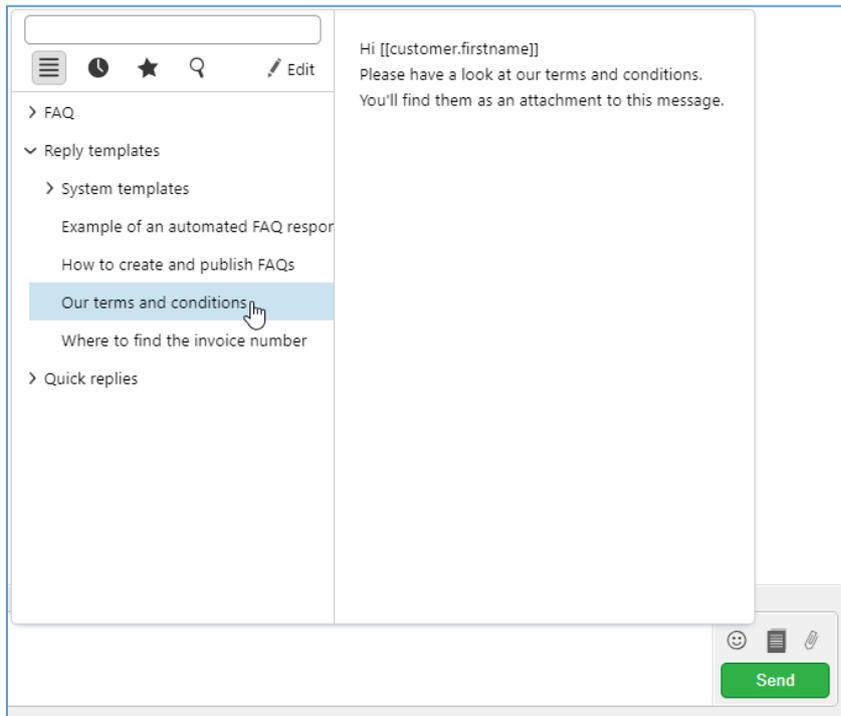 Edit
FAQ
Reply templates
System templates
Example of an automated FAQ respor
How to create and publish FAQs
Our terms and conditions
Where to find the invoice number
Quick replies
Hi [[customer.firstname]]
Please have a look at our terms and conditions.
You'll find them as an attachment to this message.
Send